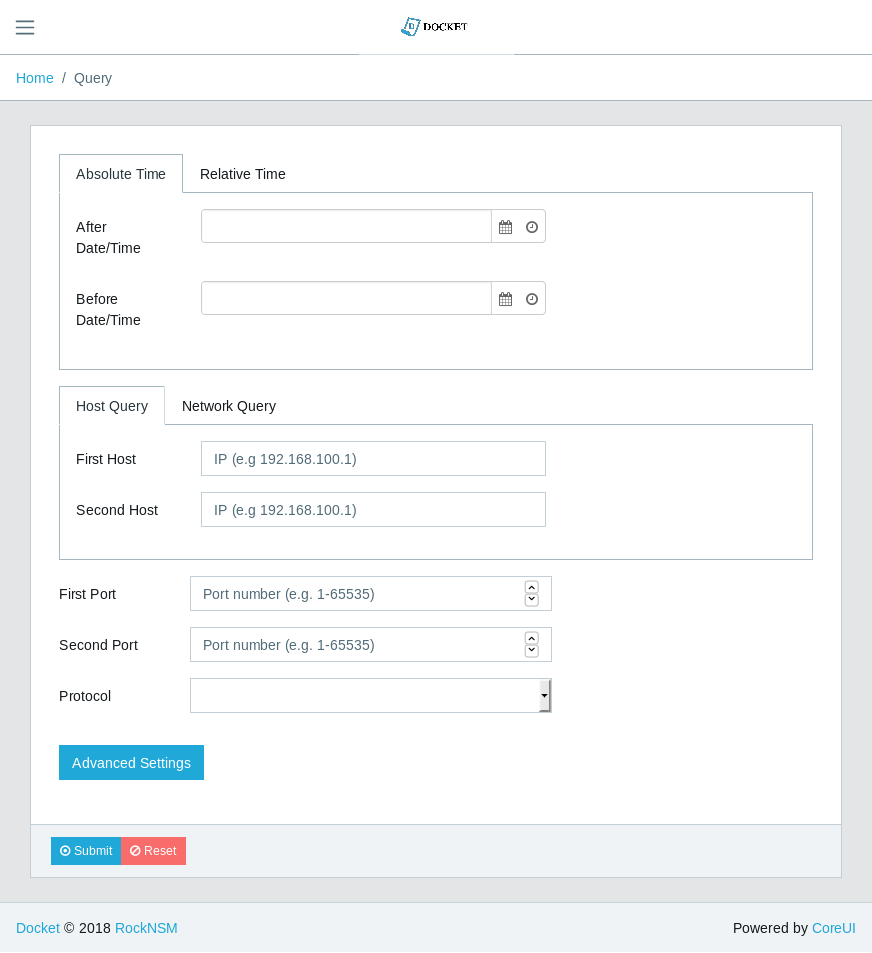 DOCKET
Home / Query
Absolute Time
Relative Time
After
Date/Time
Before
Date/Time
Host Query
Network Query
First Host
IP (e.g 192.168.100.1)
Second Host
IP (e.g 192.168.100.1)
First Port
Port number (e.g. 1-65535)
Second Port
Port number (e.g. 1-65535)
Protocol
Advanced Settings
Submit
Reset
Docket © 2018 RockNSM
Powered by CoreUI